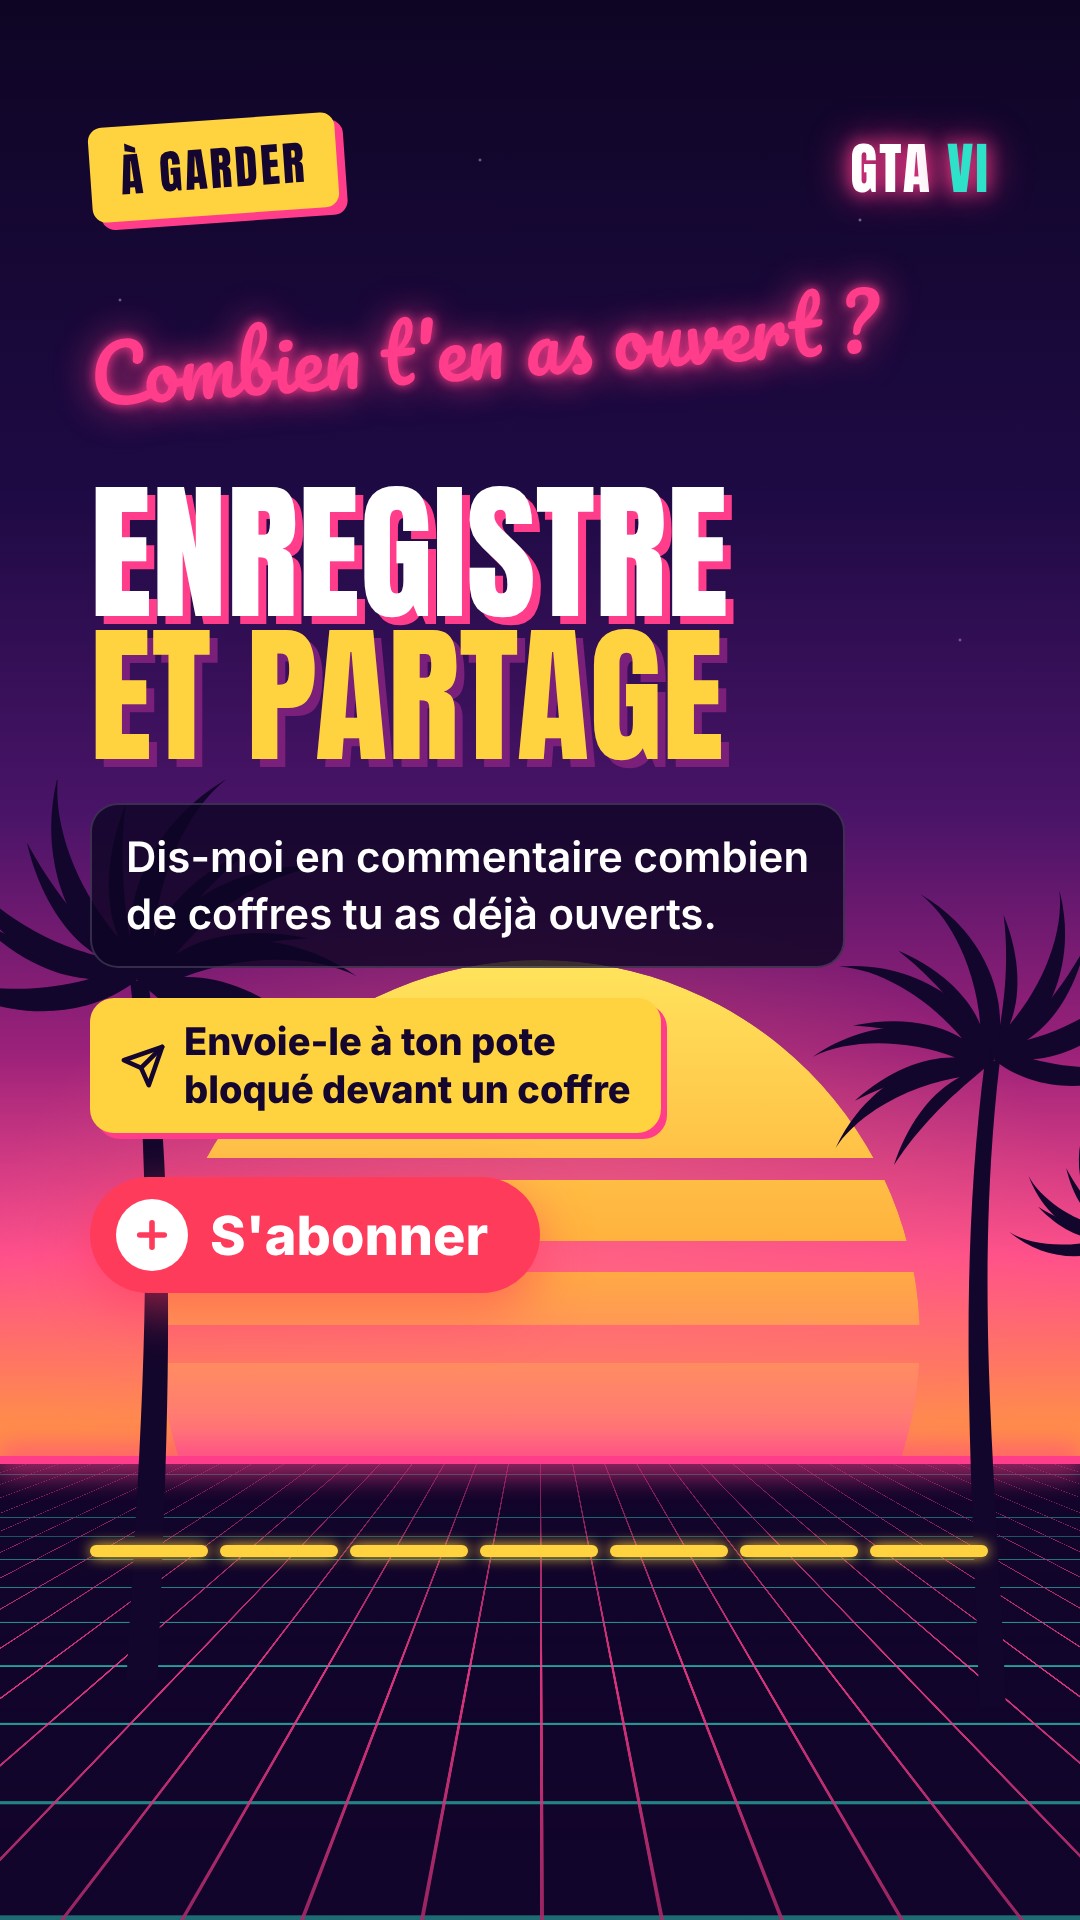 À GARDER
GTA VI
Combien t'en as ouvert ?
ENREGISTRE
ET PARTAGE
Dis-moi en commentaire combien
de coffres tu as déjà ouverts.
Envoie-le à ton pote
bloqué devant un coffre
S'abonner